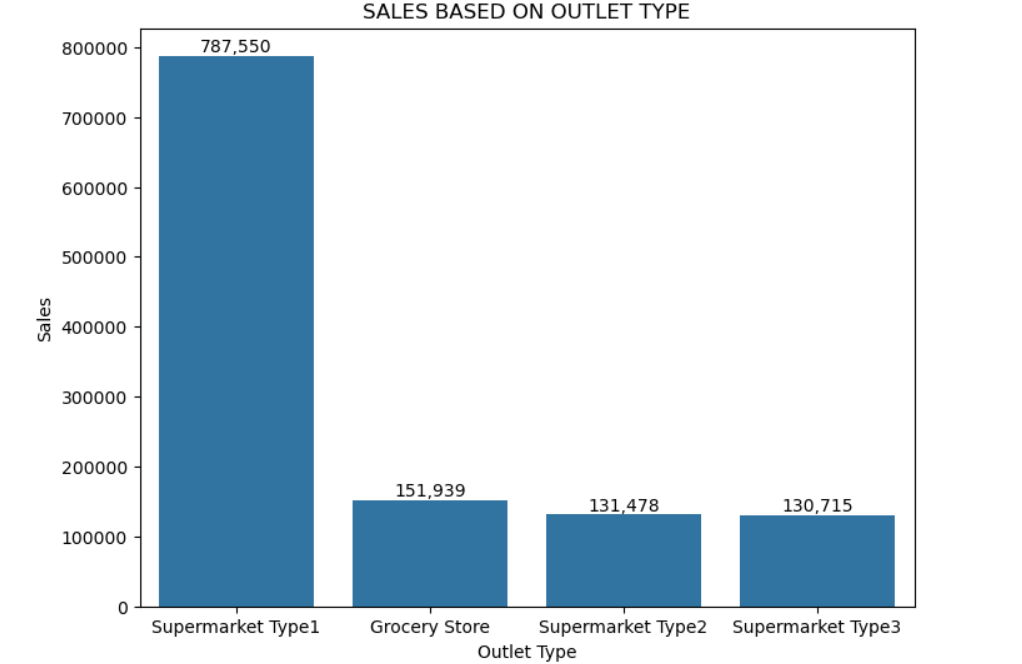 SALES BASED ON OUTLET TYPE
800000
700000
600000
500000
400000
300000
200000
100000
0
Sales
787,550
151,939
131,478
130,715
Supermarket Type1
Grocery Store
Supermarket Type2
Supermarket Type3
Outlet Type